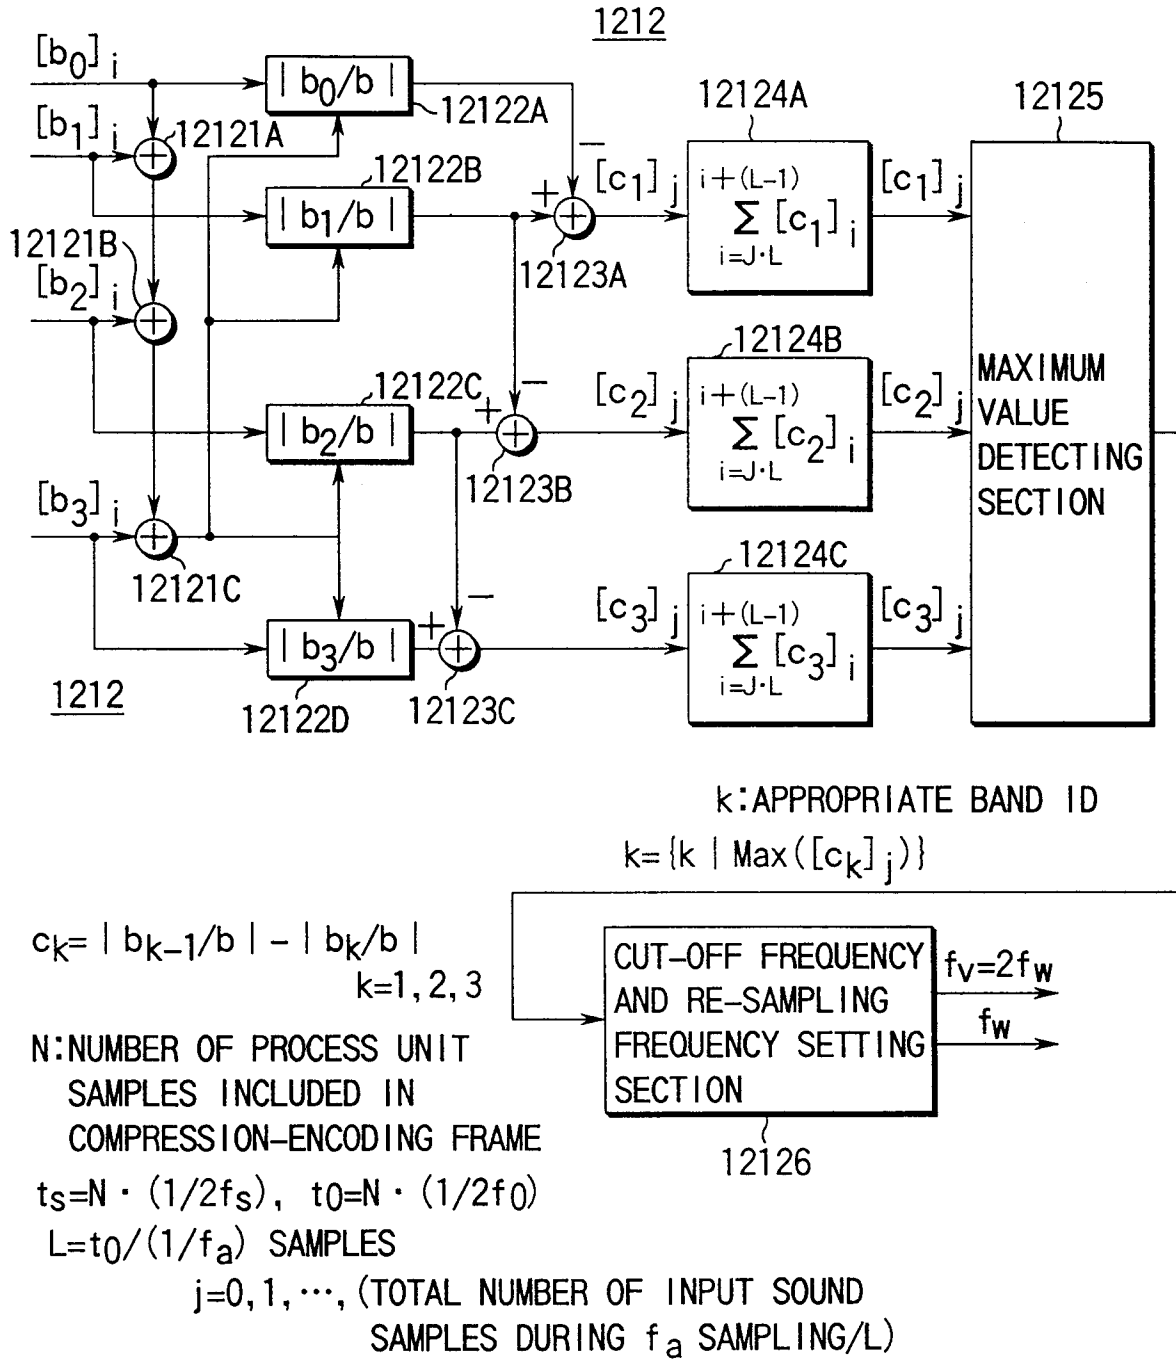 1212
[b0] i
| b0/b |
12122A
12124A
12125
[b1] i
12121A
12122B
−
[c1] j
i+(L−1)
Σ [c1] i
i=J·L
[c1] j
+
| b1/b |
12123A
12121B
[b2] i
12122C
−
12124B
[c2] j
i+(L−1)
Σ [c2] i
i=J·L
[c2] j
MAXIMUM
VALUE
DETECTING
SECTION
+
| b2/b |
12123B
[b3] i
12121C
12124C
−
[c3] j
i+(L−1)
Σ [c3] i
i=J·L
[c3] j
+
| b3/b |
12123C
1212
12122D
k:APPROPRIATE BAND ID
k={k | Max([ck] j)}
ck= | bk−1/b | − | bk/b |
k=1, 2, 3
CUT-OFF FREQUENCY
AND RE-SAMPLING
FREQUENCY SETTING
SECTION
fv=2fw
fw
12126
N:NUMBER OF PROCESS UNIT
SAMPLES INCLUDED IN
COMPRESSION-ENCODING FRAME
ts=N · (1/2fs), t0=N · (1/2f0)
L=t0/(1/fa) SAMPLES
j=0, 1, ···, (TOTAL NUMBER OF INPUT SOUND
SAMPLES DURING fa SAMPLING/L)